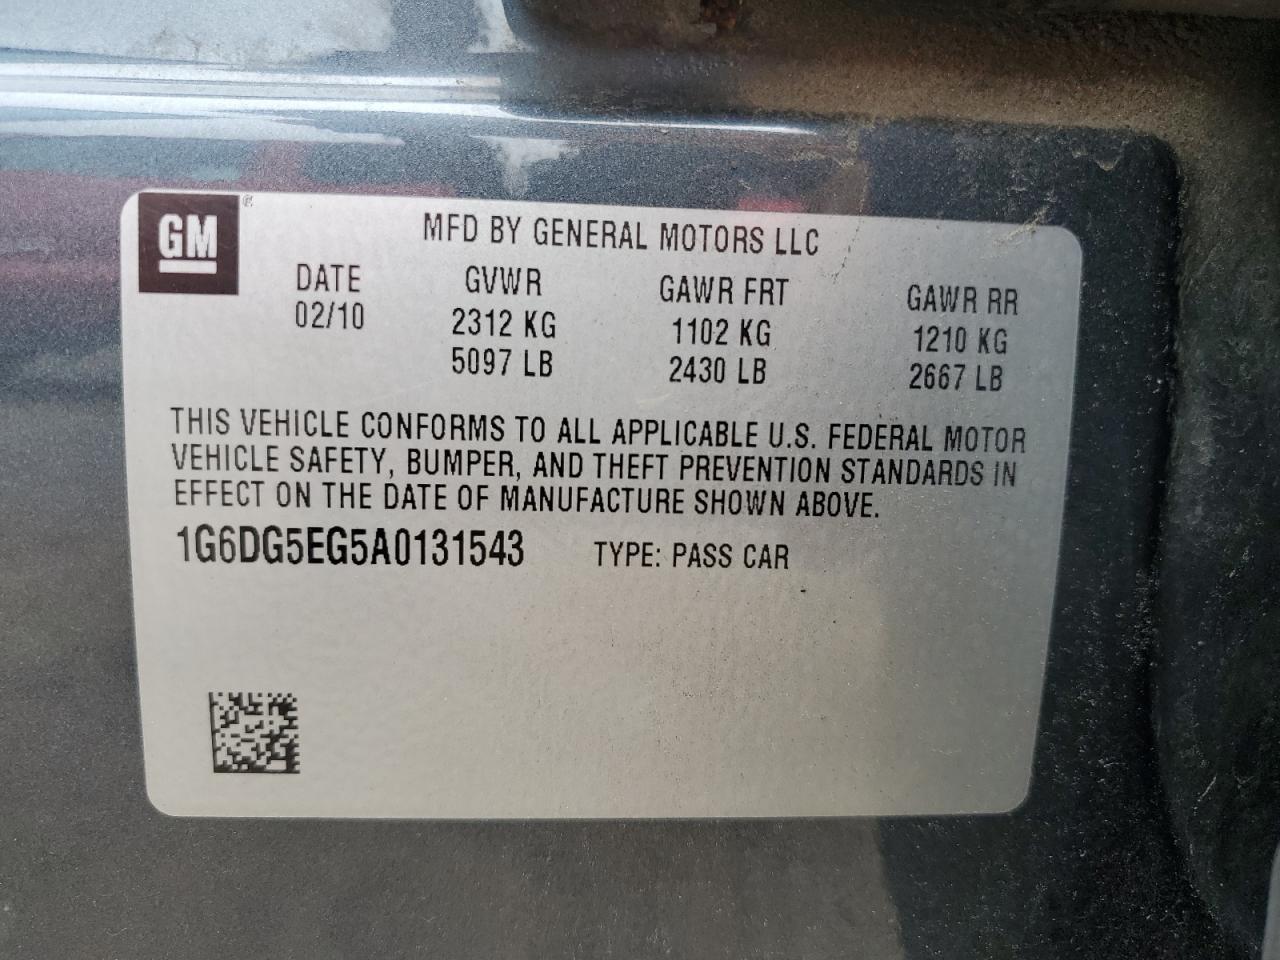 GM®
MFD BY GENERAL MOTORS LLC
DATE GVWR GAWR FRT GAWR RR
02/10 2312 KG 1102 KG 1210 KG
5097 LB 2430 LB 2667 LB
THIS VEHICLE CONFORMS TO ALL APPLICABLE U.S. FEDERAL MOTOR
VEHICLE SAFETY, BUMPER, AND THEFT PREVENTION STANDARDS IN
EFFECT ON THE DATE OF MANUFACTURE SHOWN ABOVE.
1G6DG5EG5A0131543 TYPE: PASS CAR